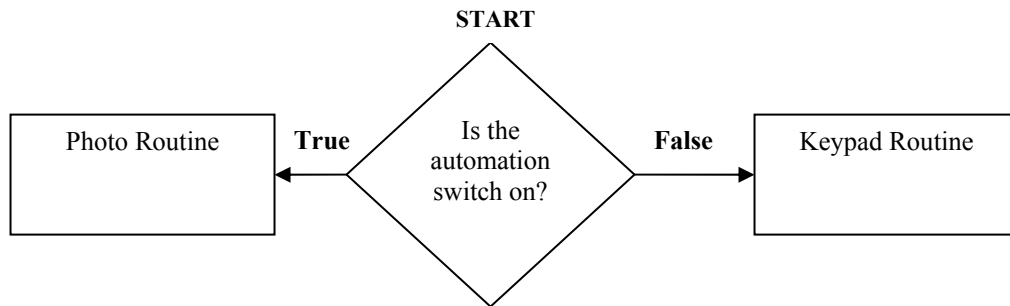 START
Photo Routine
True
Is the
automation
switch on?
False
Keypad Routine